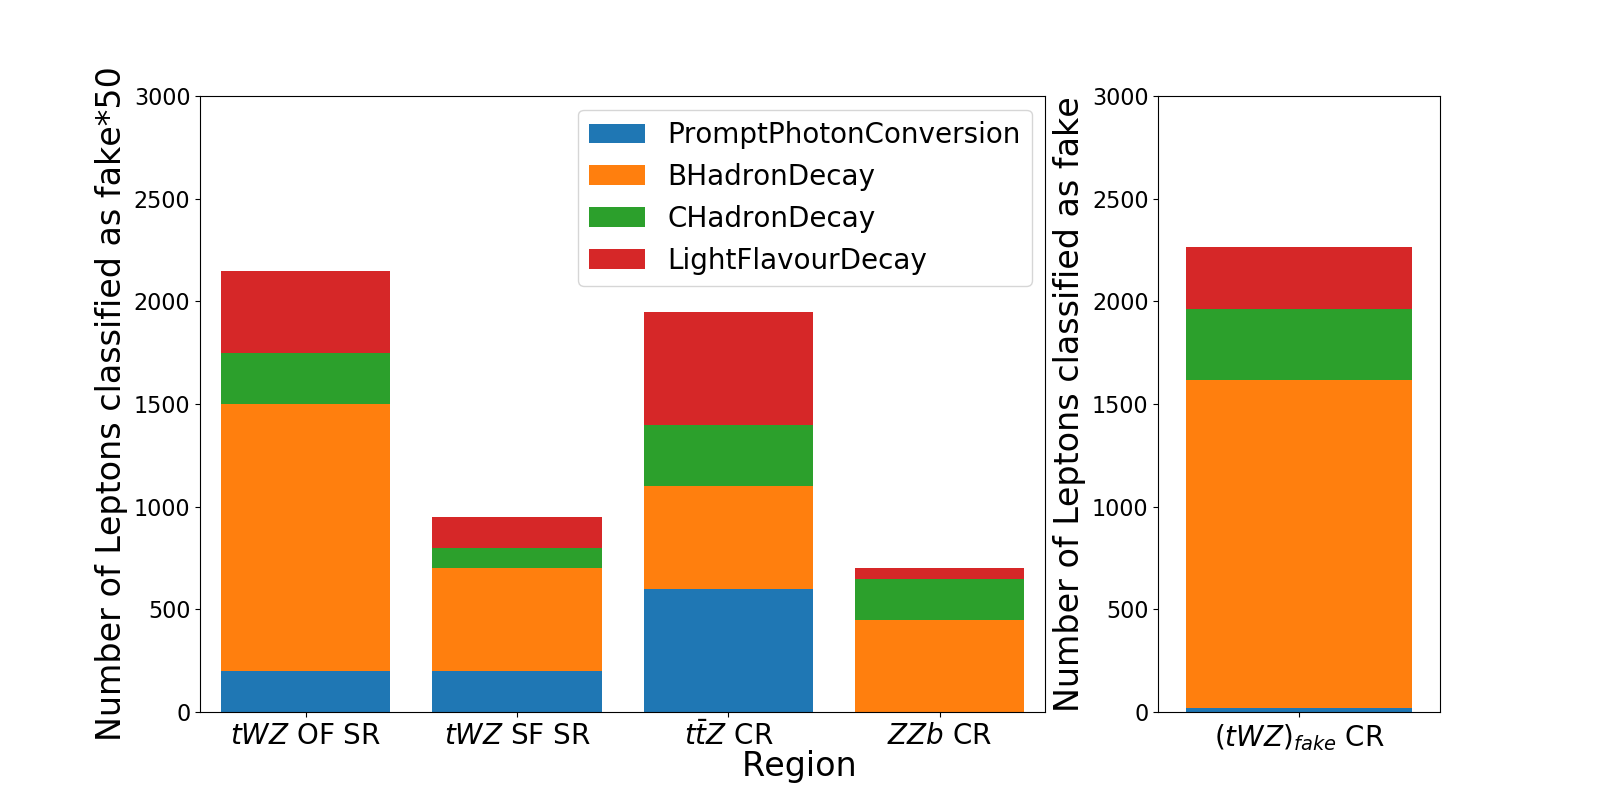 Number of Leptons classified as fake*50
3000
2500
2000
1500
1000
500
0
PromptPhotonConversion
BHadronDecay
CHadronDecay
LightFlavourDecay
tWZ OF SR
tWZ SF SR
tt̄Z CR
ZZb CR
Region
Number of Leptons classified as fake
3000
2500
2000
1500
1000
500
0
(tWZ)fake CR